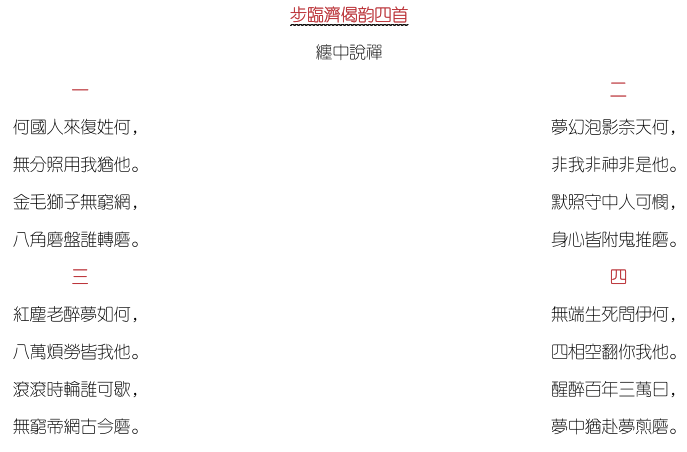 步臨濟偈韵四首
纏中說禪
一
何國人來復姓何，
無分照用我猶他。
金毛獅子無窮網，
八角磨盤誰轉磨。
二
夢幻泡影奈天何，
非我非神非是他。
默照守中人可憫，
身心皆附鬼推磨。
三
紅塵老醉夢如何，
八萬煩勞皆我他。
滾滾時輪誰可歇，
無窮帝網古今磨。
四
無端生死問伊何，
四相空翻你我他。
醒醉百年三萬日，
夢中猶赴夢煎磨。